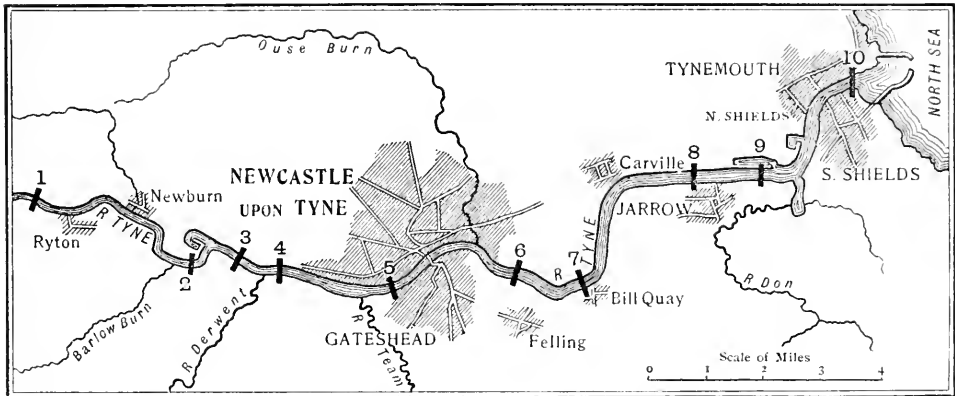 Ouse Burn
NORTH SEA
TYNEMOUTH
10
N. SHIELDS
S. SHIELDS
1
R TYNE
Newburn
Ryton
NEWCASTLE
UPON TYNE
Carville
8
9
JARROW
2
3
4
5
6
7
R TYNE
Bill Quay
Barlow Burn
R Derwent
GATESHEAD
R Team
Felling
R Don
Scale of Miles
0 1 2 3 4